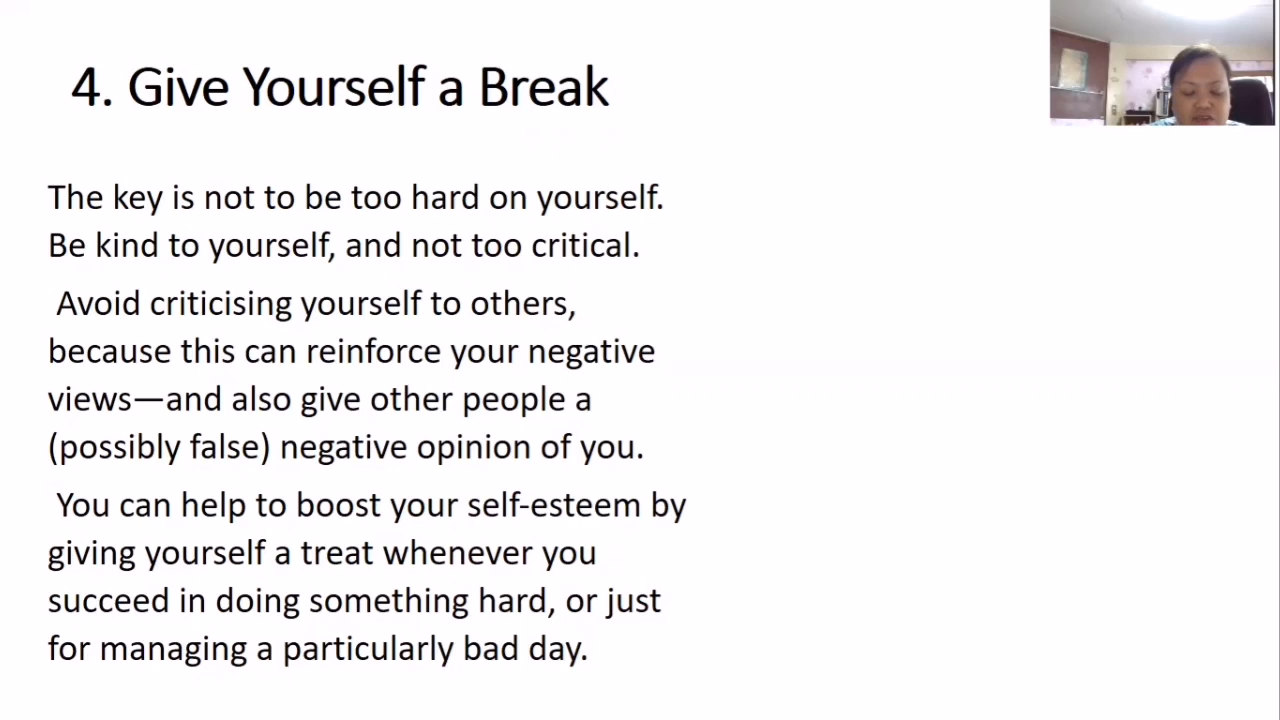 4. Give Yourself a Break
The key is not to be too hard on yourself.
Be kind to yourself, and not too critical.
Avoid criticising yourself to others,
because this can reinforce your negative
views—and also give other people a
(possibly false) negative opinion of you.
You can help to boost your self-esteem by
giving yourself a treat whenever you
succeed in doing something hard, or just
for managing a particularly bad day.